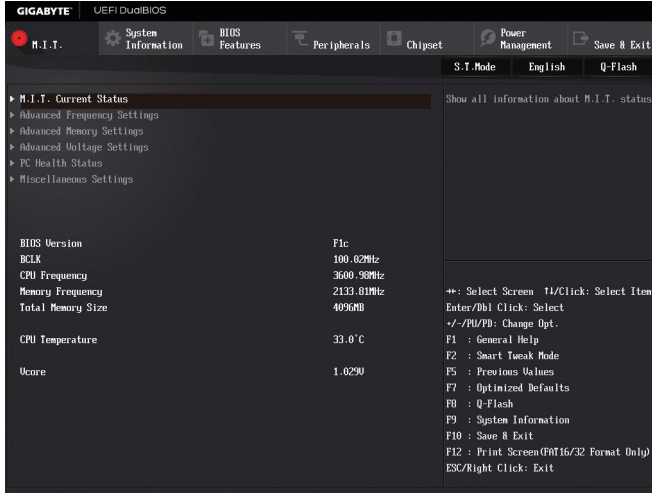 GIGABYTE™ UEFI DualBIOS
M.I.T.
System Information
BIOS Features
Peripherals
Chipset
Power Management
Save & Exit
S.T.Mode English Q-Flash
M.I.T. Current Status
Advanced Frequency Settings
Advanced Memory Settings
Advanced Voltage Settings
PC Health Status
Miscellaneous Settings
Show all information about M.I.T. status
BIOS Version F1c
BCLK 100.02MHz
CPU Frequency 3600.98MHz
Memory Frequency 2133.81MHz
Total Memory Size 4096MB
CPU Temperature 33.0°C
Vcore 1.029V
→←: Select Screen ↑↓/Click: Select Item
Enter/Dbl Click: Select
+/-/PU/PD: Change Opt.
F1 : General Help
F2 : Smart Tweak Mode
F5 : Previous Values
F7 : Optimized Defaults
F8 : Q-Flash
F9 : System Information
F10 : Save & Exit
F12 : Print Screen(FAT16/32 Format Only)
ESC/Right Click: Exit